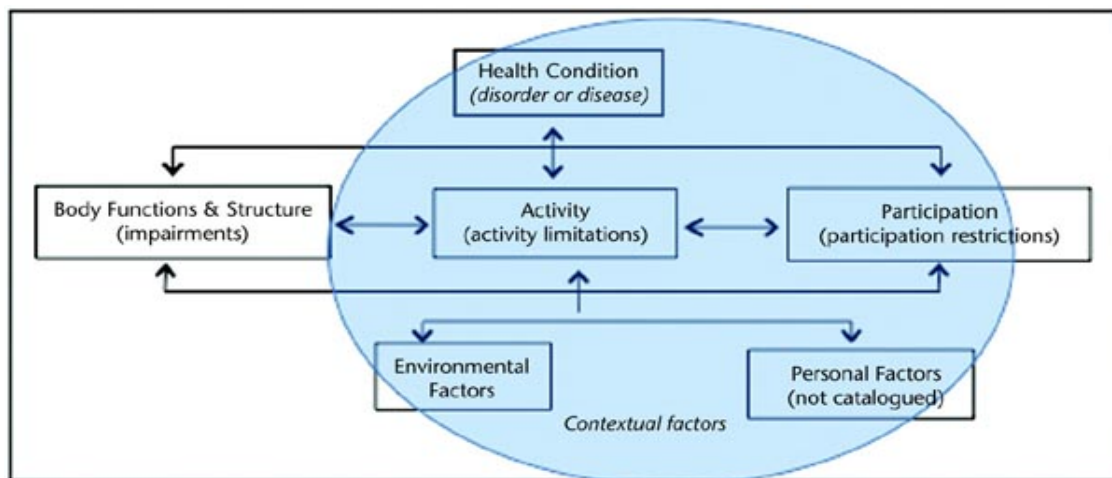 Health Condition
(disorder or disease)
Body Functions & Structure
(impairments)
Activity
(activity limitations)
Participation
(participation restrictions)
Environmental
Factors
Personal Factors
(not catalogued)
Contextual factors